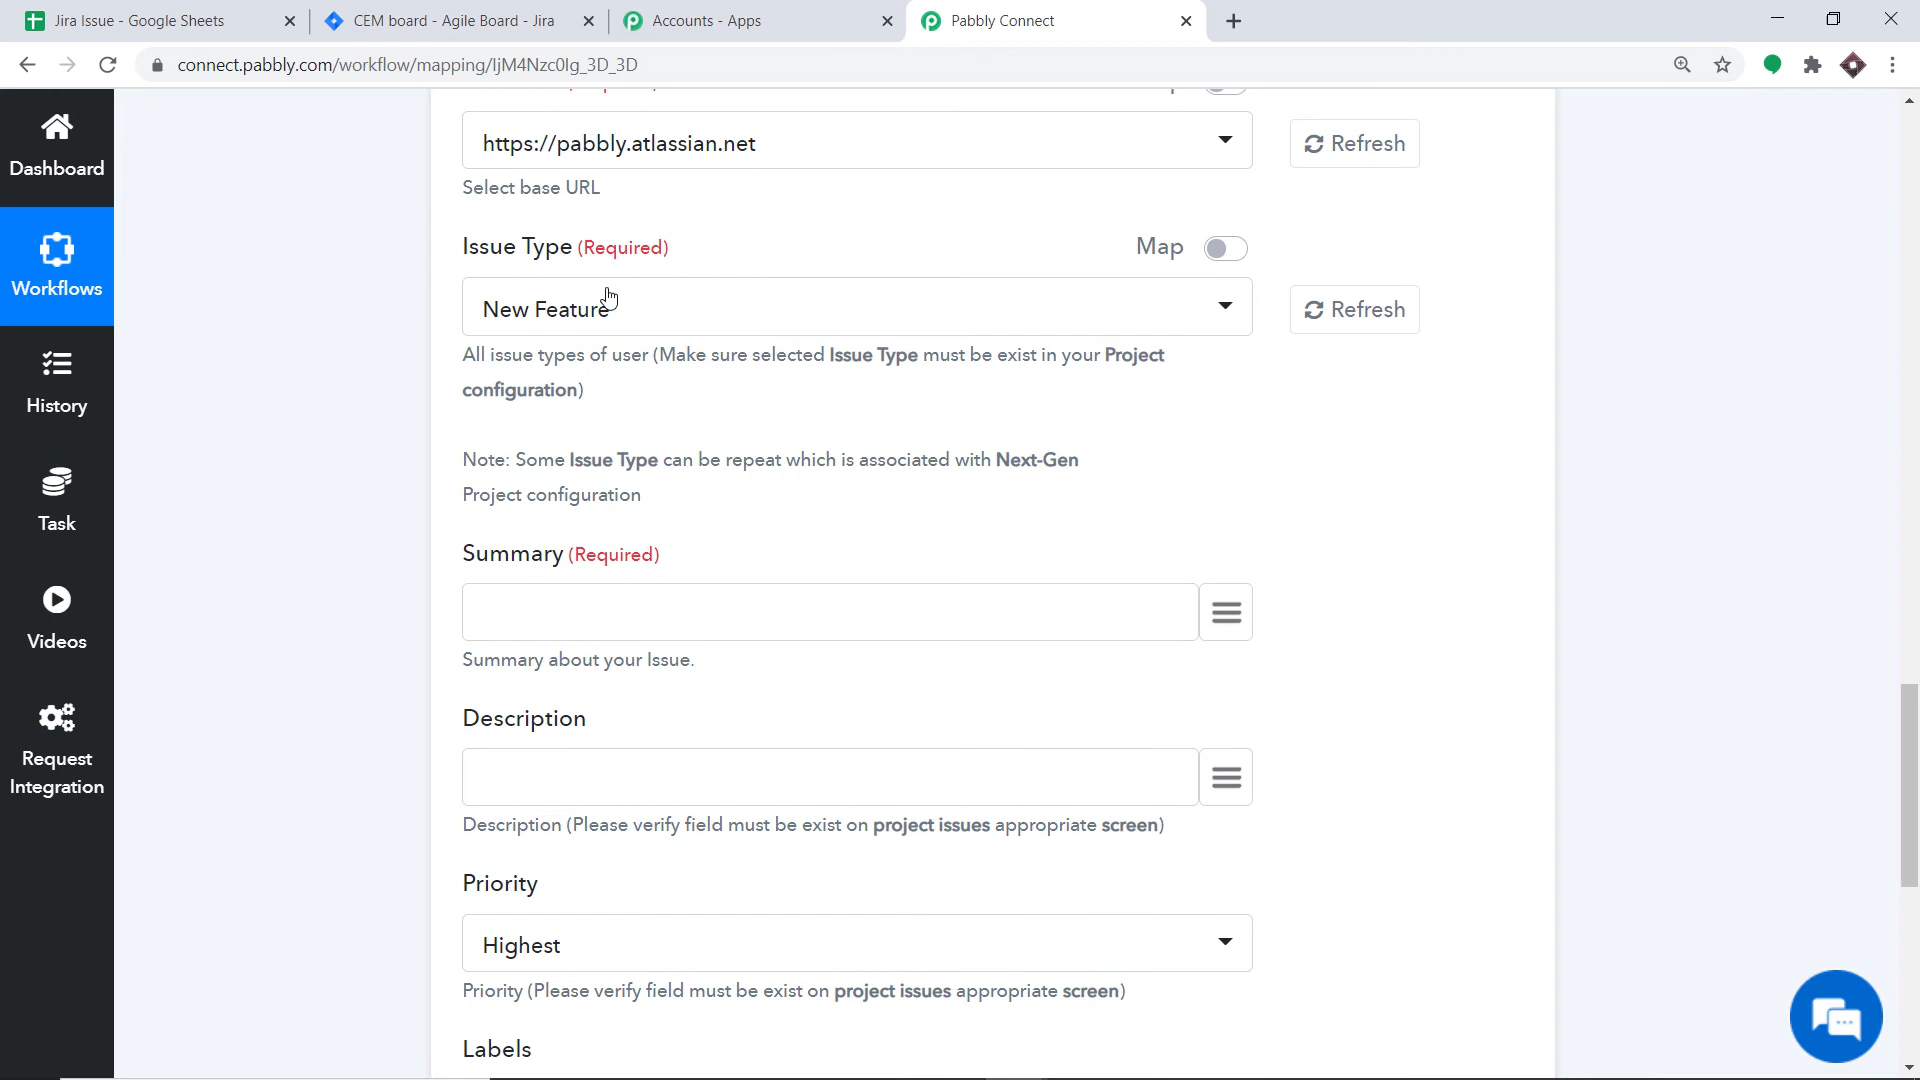 Jira Issue - Google Sheets
CEM board - Agile Board - Jira
Accounts - Apps
Pabbly Connect
connect.pabbly.com/workflow/mapping/IjM4Nzc0Ig_3D_3D
Dashboard
Workflows
History
Task
Videos
Request
Integration
https://pabbly.atlassian.net
Refresh
Select base URL
Issue Type (Required)
Map
New Feature
Refresh
All issue types of user (Make sure selected Issue Type must be exist in your Project
configuration)
Note: Some Issue Type can be repeat which is associated with Next-Gen
Project configuration
Summary (Required)
Summary about your Issue.
Description
Description (Please verify field must be exist on project issues appropriate screen)
Priority
Highest
Priority (Please verify field must be exist on project issues appropriate screen)
Labels